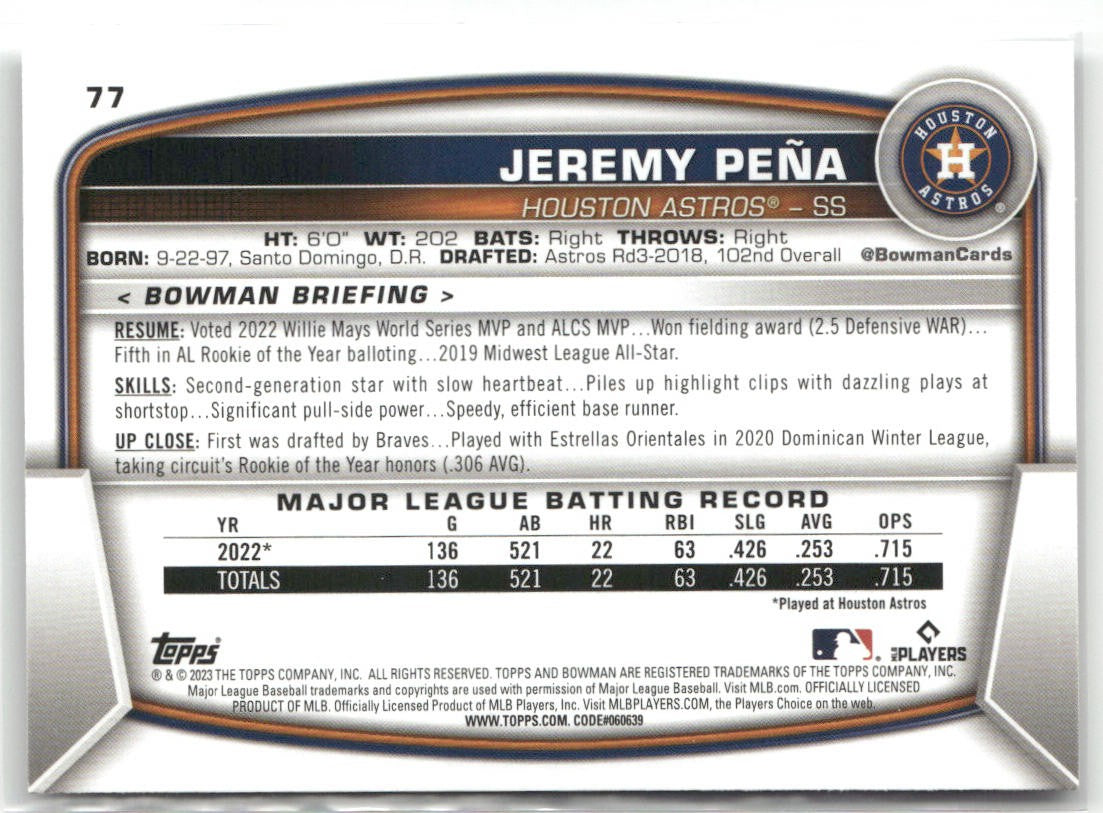 77
HOUSTON
H
ASTROS®
JEREMY PEÑA
HOUSTON ASTROS® – SS
HT: 6'0" WT: 202 BATS: Right THROWS: Right
BORN: 9-22-97, Santo Domingo, D.R. DRAFTED: Astros Rd3-2018, 102nd Overall @BowmanCards
< BOWMAN BRIEFING >
RESUME: Voted 2022 Willie Mays World Series MVP and ALCS MVP...Won fielding award (2.5 Defensive WAR)...
Fifth in AL Rookie of the Year balloting...2019 Midwest League All-Star.
SKILLS: Second-generation star with slow heartbeat...Piles up highlight clips with dazzling plays at
shortstop...Significant pull-side power...Speedy, efficient base runner.
UP CLOSE: First was drafted by Braves...Played with Estrellas Orientales in 2020 Dominican Winter League,
taking circuit's Rookie of the Year honors (.306 AVG).
MAJOR LEAGUE BATTING RECORD
YR G AB HR RBI SLG AVG OPS
2022* 136 521 22 63 .426 .253 .715
TOTALS 136 521 22 63 .426 .253 .715
*Played at Houston Astros
Topps® MLB PLAYERS
® & © 2023 THE TOPPS COMPANY, INC. ALL RIGHTS RESERVED. TOPPS AND BOWMAN ARE REGISTERED TRADEMARKS OF THE TOPPS COMPANY, INC.
Major League Baseball trademarks and copyrights are used with permission of Major League Baseball. Visit MLB.com. OFFICIALLY LICENSED
PRODUCT OF MLB. Officially Licensed Product of MLB Players, Inc. Visit MLBPLAYERS.COM, the Players Choice on the web.
WWW.TOPPS.COM. CODE#060639